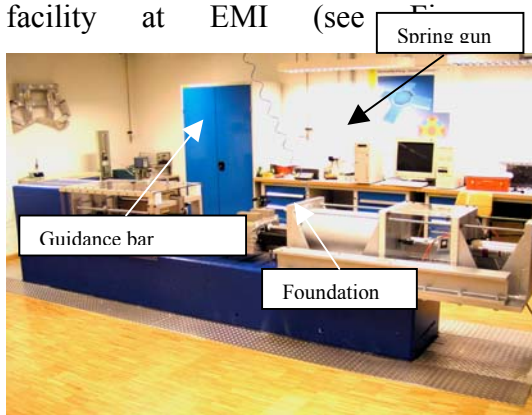 facility at EMI (see
Spring gun
Guidance bar
Foundation